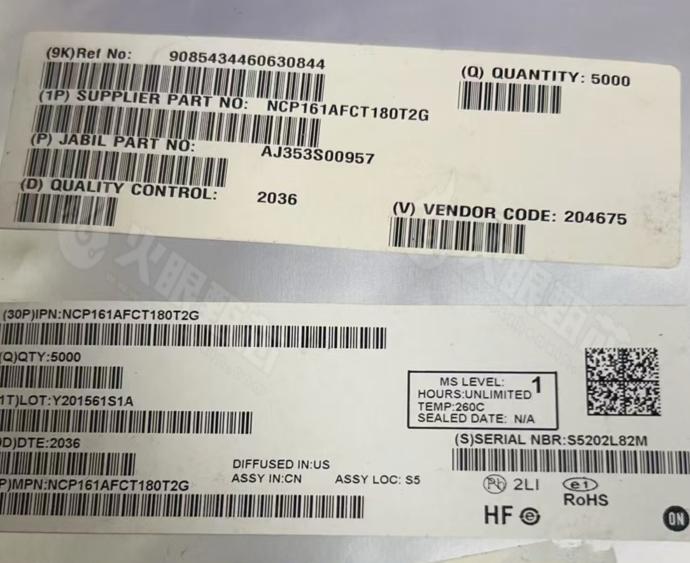 (9K)Ref No: 9085434460630844
(Q) QUANTITY: 5000
(1P) SUPPLIER PART NO: NCP161AFCT180T2G
(P) JABIL PART NO: AJ353S00957
(D) QUALITY CONTROL: 2036
(V) VENDOR CODE: 204675
火眼
(30P)IPN:NCP161AFCT180T2G
(Q)QTY:5000
1T)LOT:Y201561S1A
D)DTE:2036
P)MPN:NCP161AFCT180T2G
DIFFUSED IN:US
ASSY IN:CN ASSY LOC: S5
MS LEVEL: 1
HOURS:UNLIMITED
TEMP:260C
SEALED DATE: N/A
(S)SERIAL NBR:S5202L82M
Pb 2LI e1
RoHS
HF e
ON